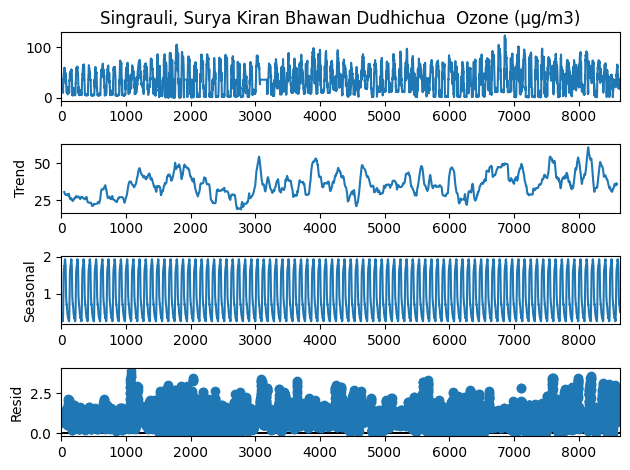 Singrauli, Surya Kiran Bhawan Dudhichua  Ozone (µg/m3)
100
0
0 1000 2000 3000 4000 5000 6000 7000 8000
Trend
50
25
0 1000 2000 3000 4000 5000 6000 7000 8000
Seasonal
2
1
0 1000 2000 3000 4000 5000 6000 7000 8000
Resid
2.5
0.0
0 1000 2000 3000 4000 5000 6000 7000 8000